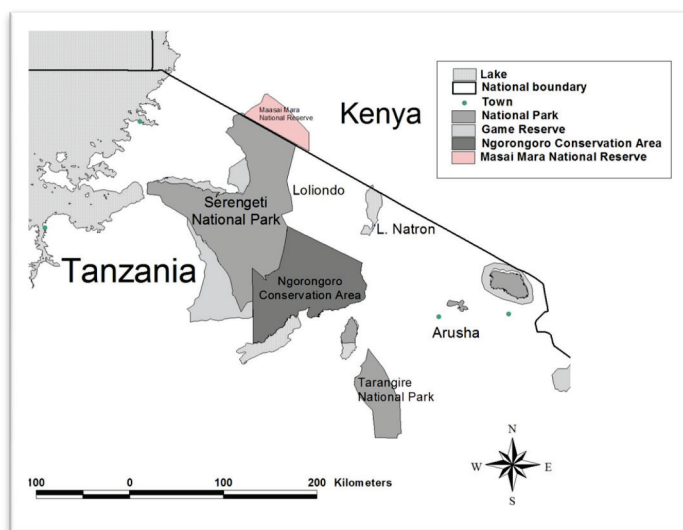 Maasai Mara
National Reserve
Kenya
Lake
National boundary
Town
National Park
Game Reserve
Ngorongoro Conservation Area
Masai Mara National Reserve
Loliondo
Serengeti
National Park
L. Natron
Tanzania
Ngorongoro
Conservation Area
Arusha
Tarangire
National Park
N
W
E
S
100 0 100 200 Kilometers